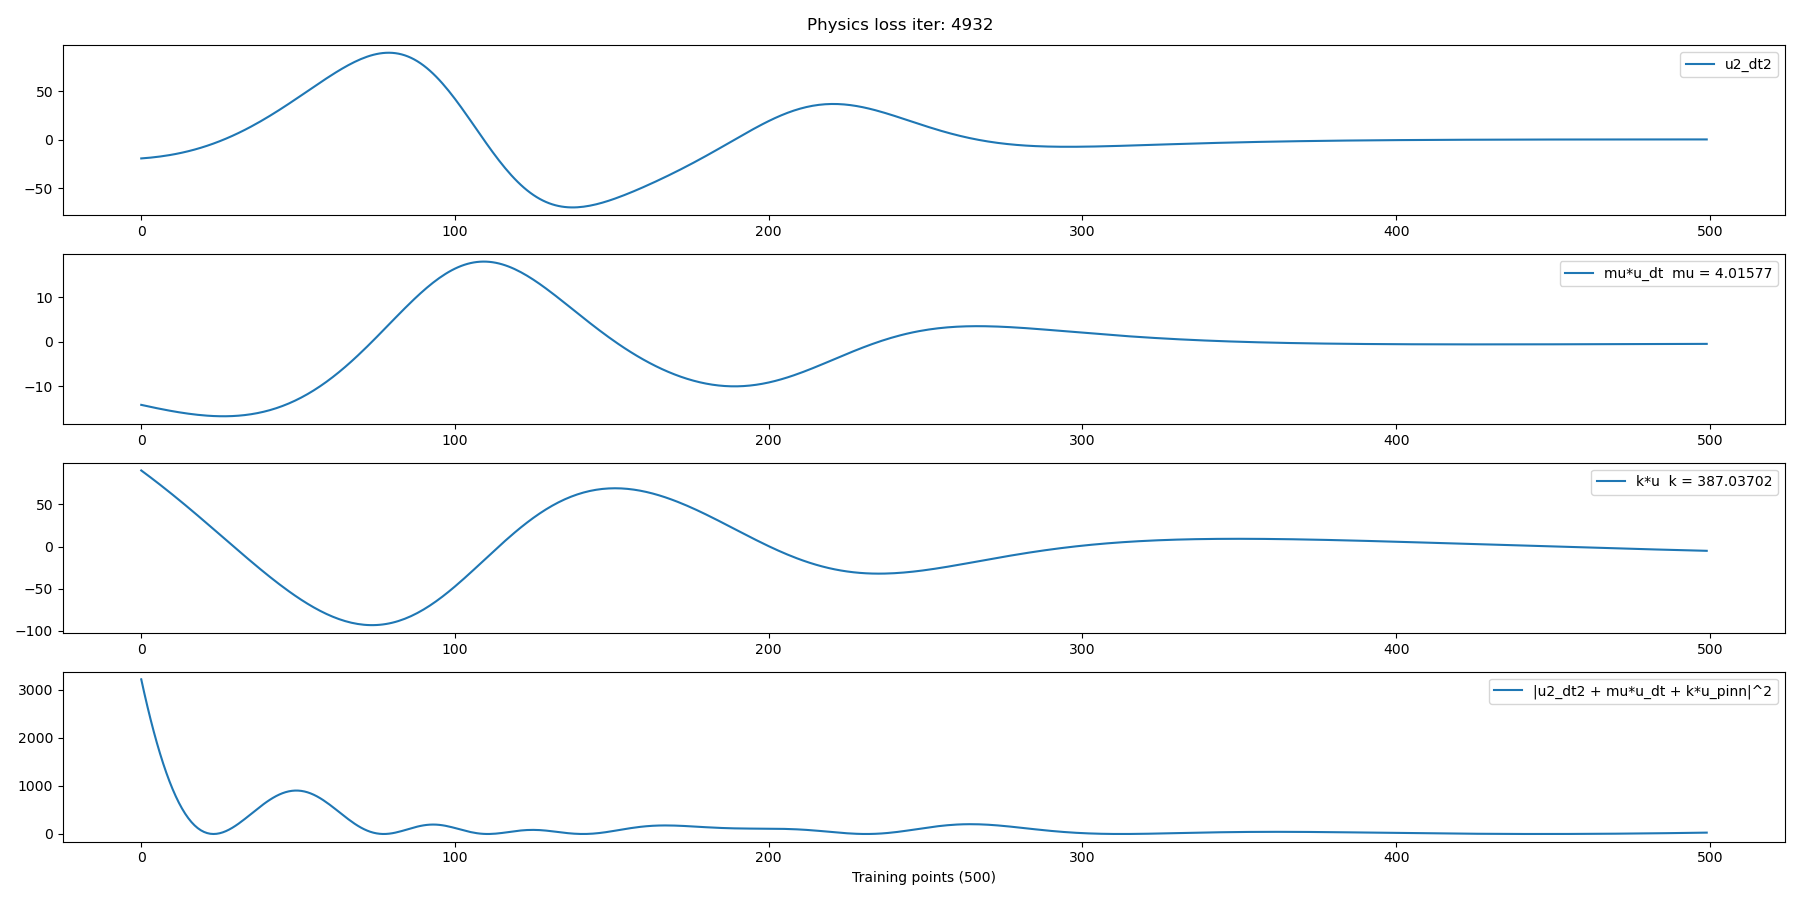 Physics loss iter: 4932
u2_dt2
50
0
−50
0 100 200 300 400 500
mu*u_dt  mu = 4.01577
10
0
−10
0 100 200 300 400 500
k*u  k = 387.03702
50
0
−50
−100
0 100 200 300 400 500
|u2_dt2 + mu*u_dt + k*u_pinn|^2
3000
2000
1000
0
0 100 200 300 400 500
Training points (500)